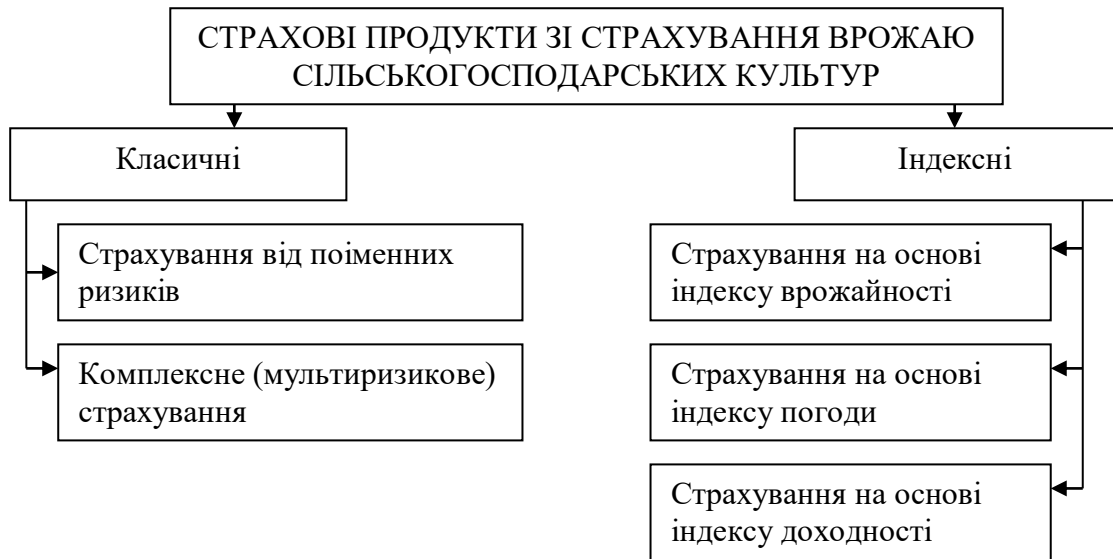 СТРАХОВІ ПРОДУКТИ ЗІ СТРАХУВАННЯ ВРОЖАЮ
СІЛЬСЬКОГОСПОДАРСЬКИХ КУЛЬТУР
Класичні
Страхування від поіменних
ризиків
Комплексне (мультиризикове)
страхування
Індексні
Страхування на основі
індексу врожайності
Страхування на основі
індексу погоди
Страхування на основі
індексу доходності